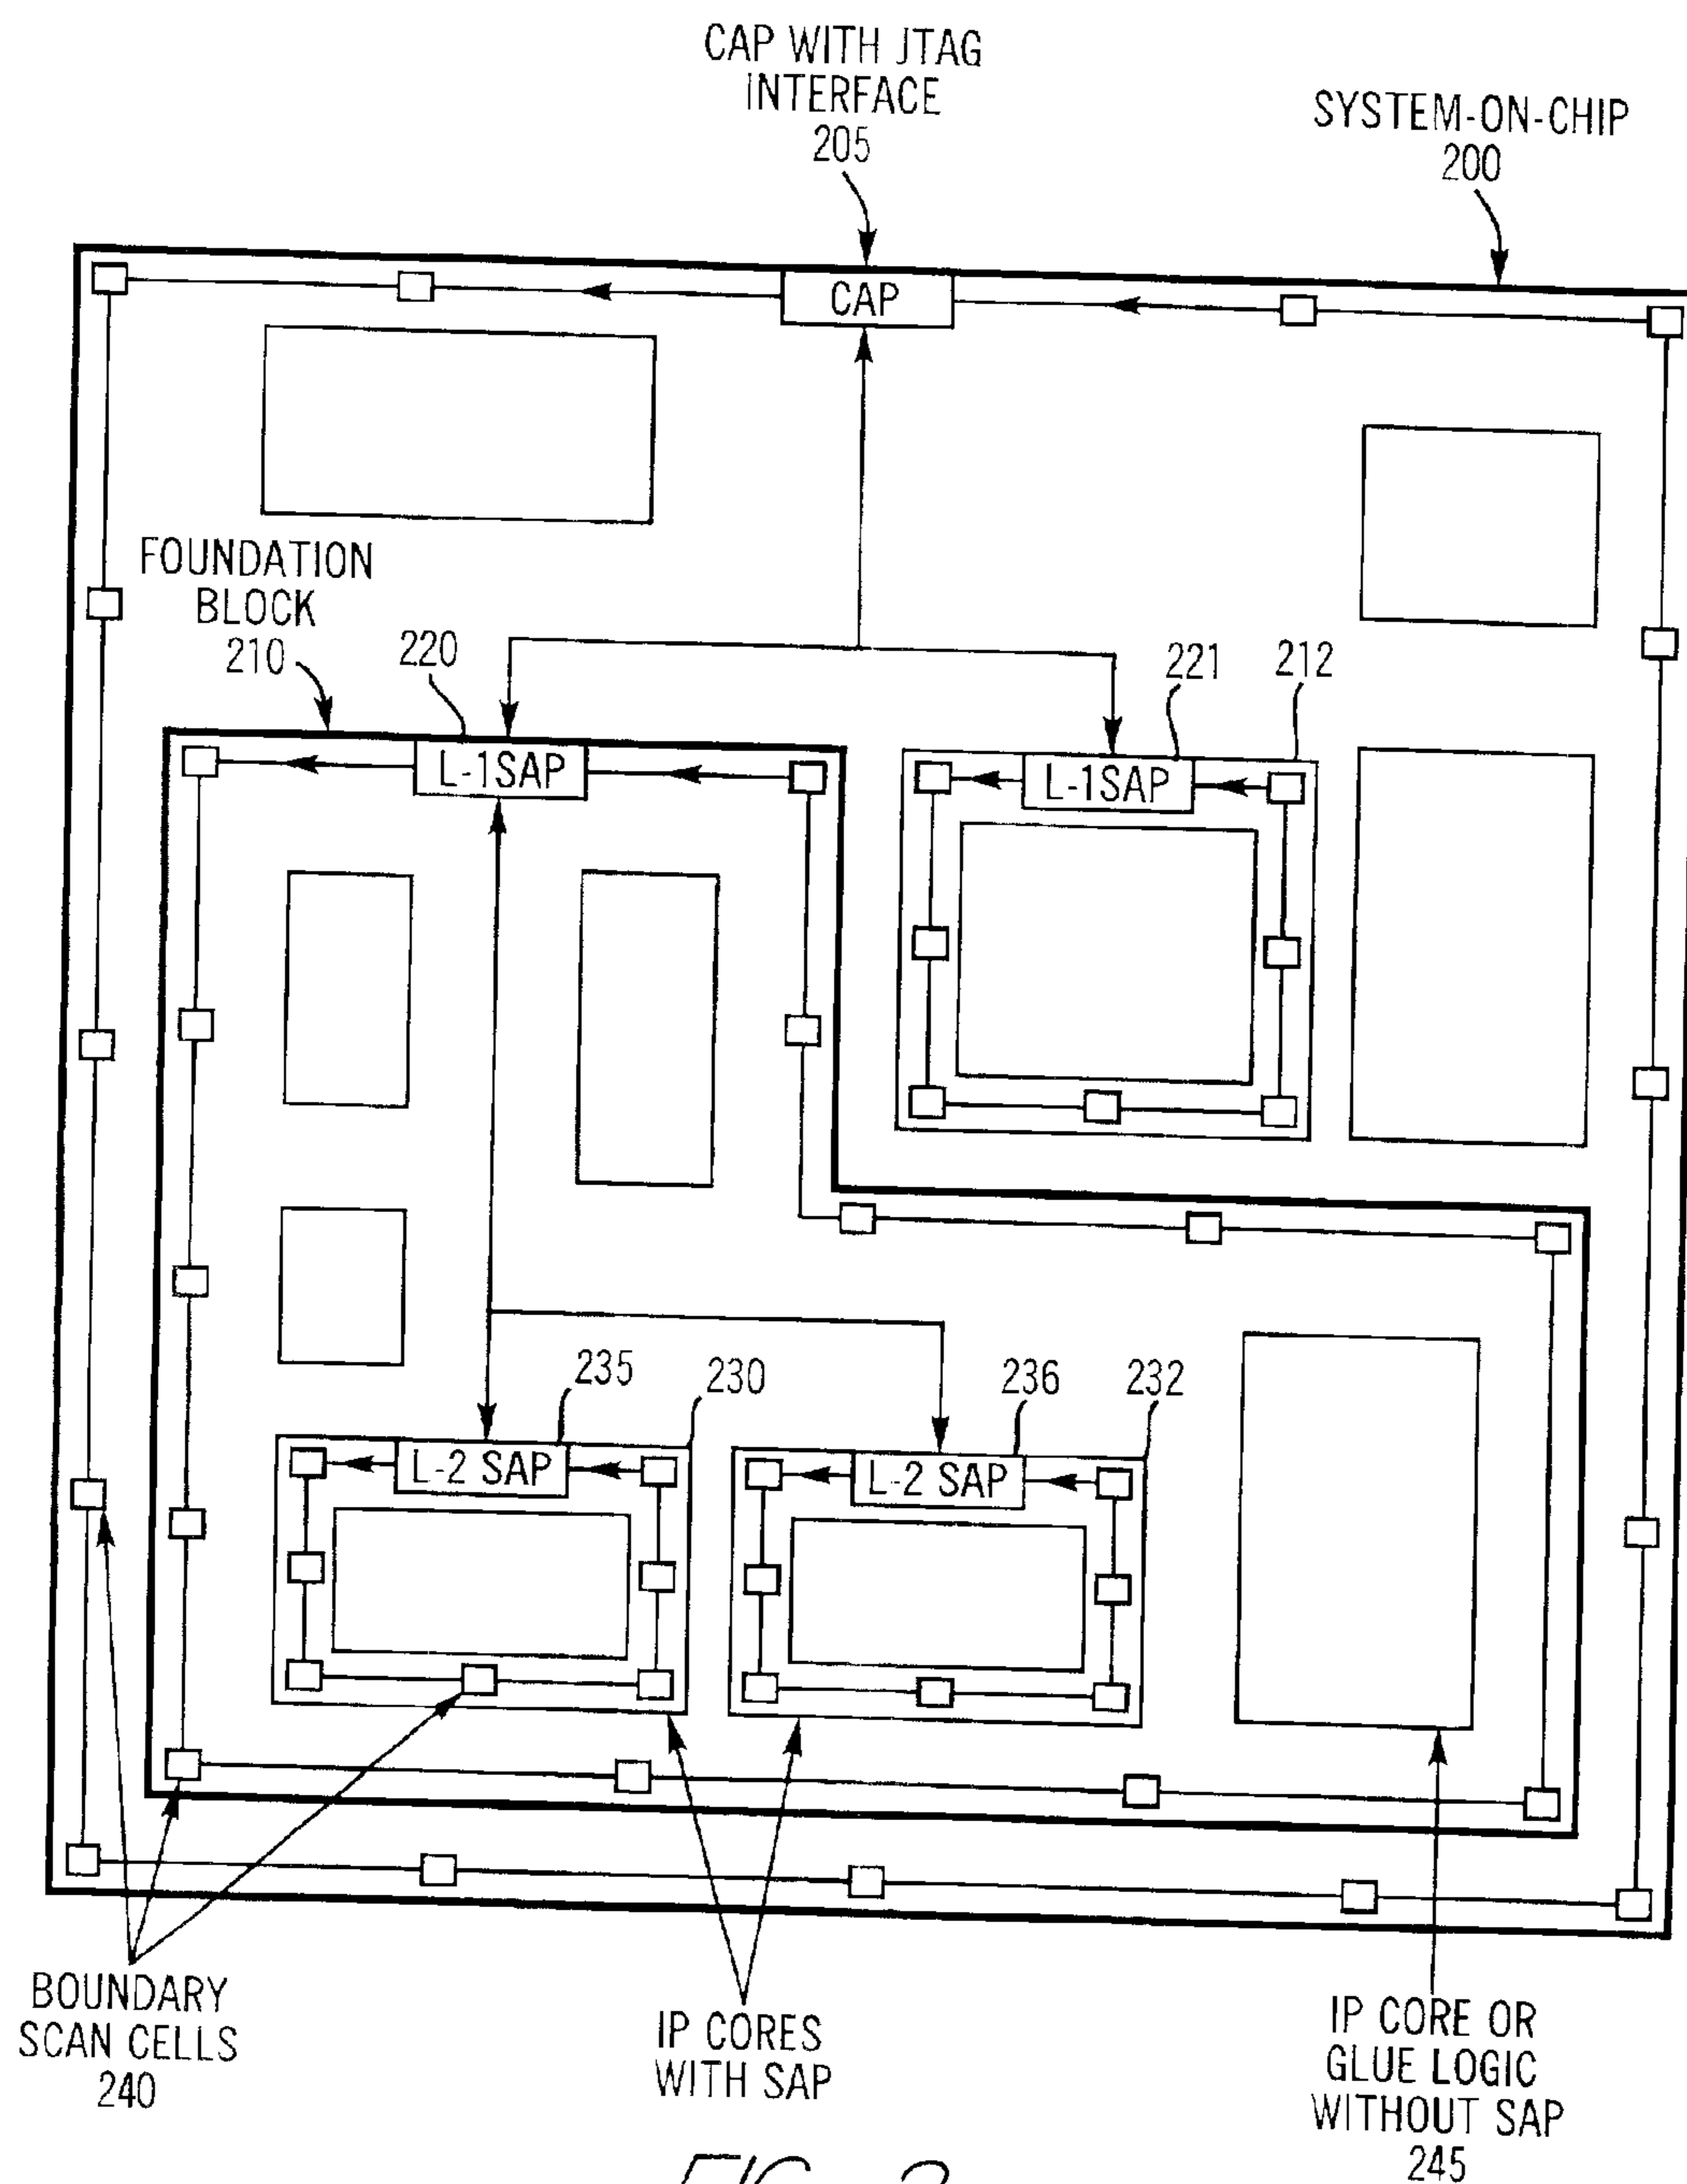 CAP WITH JTAG
INTERFACE
205
SYSTEM-ON-CHIP
200
CAP
FOUNDATION
BLOCK
210
220
221
212
L-1SAP
L-1SAP
235
230
236
232
L-2 SAP
L-2 SAP
BOUNDARY
SCAN CELLS
240
IP CORES
WITH SAP
IP CORE OR
GLUE LOGIC
WITHOUT SAP
245
FIG. 2